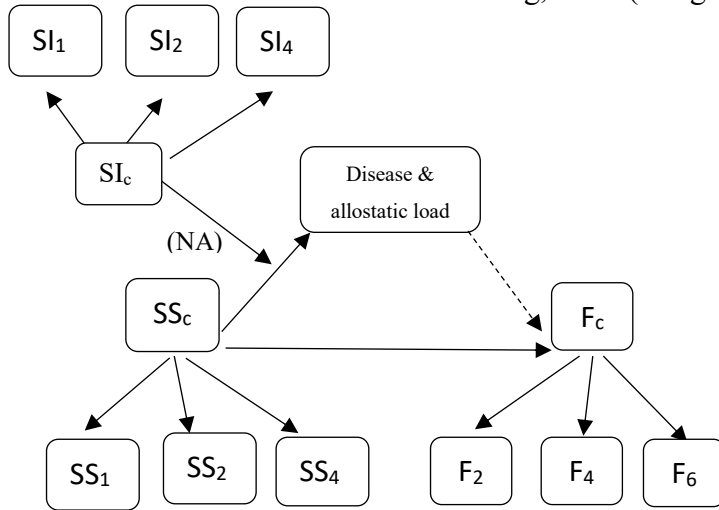 SI₁ SI₂ SI₄
SIc
Disease &
allostatic load
(NA)
SSc
Fc
SS₁ SS₂ SS₄
F₂ F₄ F₆